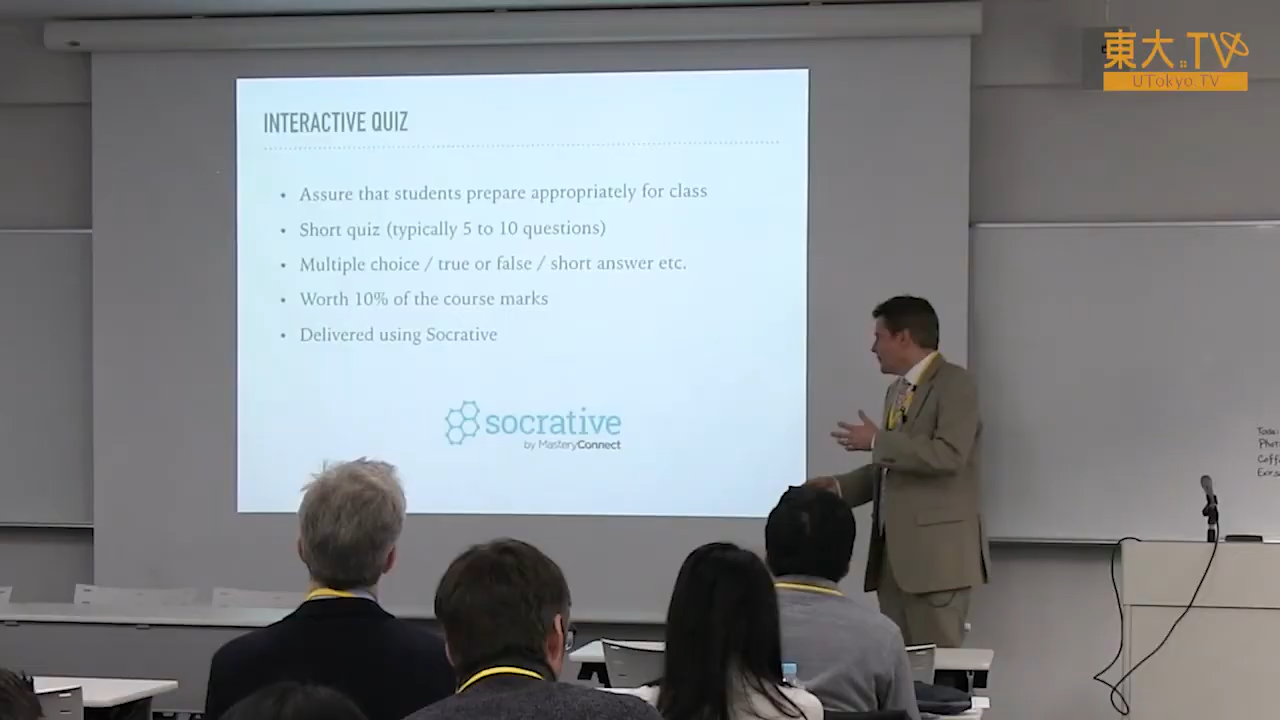 東大.TV
UTokyo.TV
INTERACTIVE QUIZ
• Assure that students prepare appropriately for class
• Short quiz (typically 5 to 10 questions)
• Multiple choice / true or false / short answer etc.
• Worth 10% of the course marks
• Delivered using Socrative
socrative
by MasteryConnect